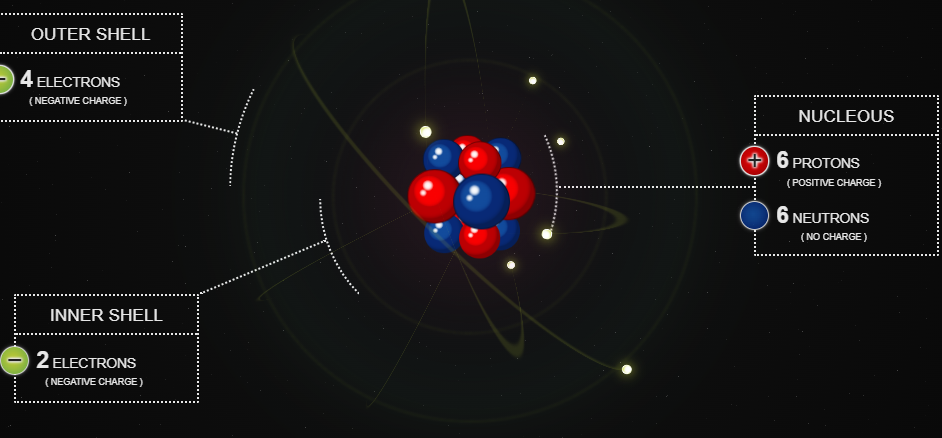 OUTER SHELL
4 ELECTRONS
( NEGATIVE CHARGE )
NUCLEOUS
6 PROTONS
( POSITIVE CHARGE )
6 NEUTRONS
( NO CHARGE )
INNER SHELL
2 ELECTRONS
( NEGATIVE CHARGE )